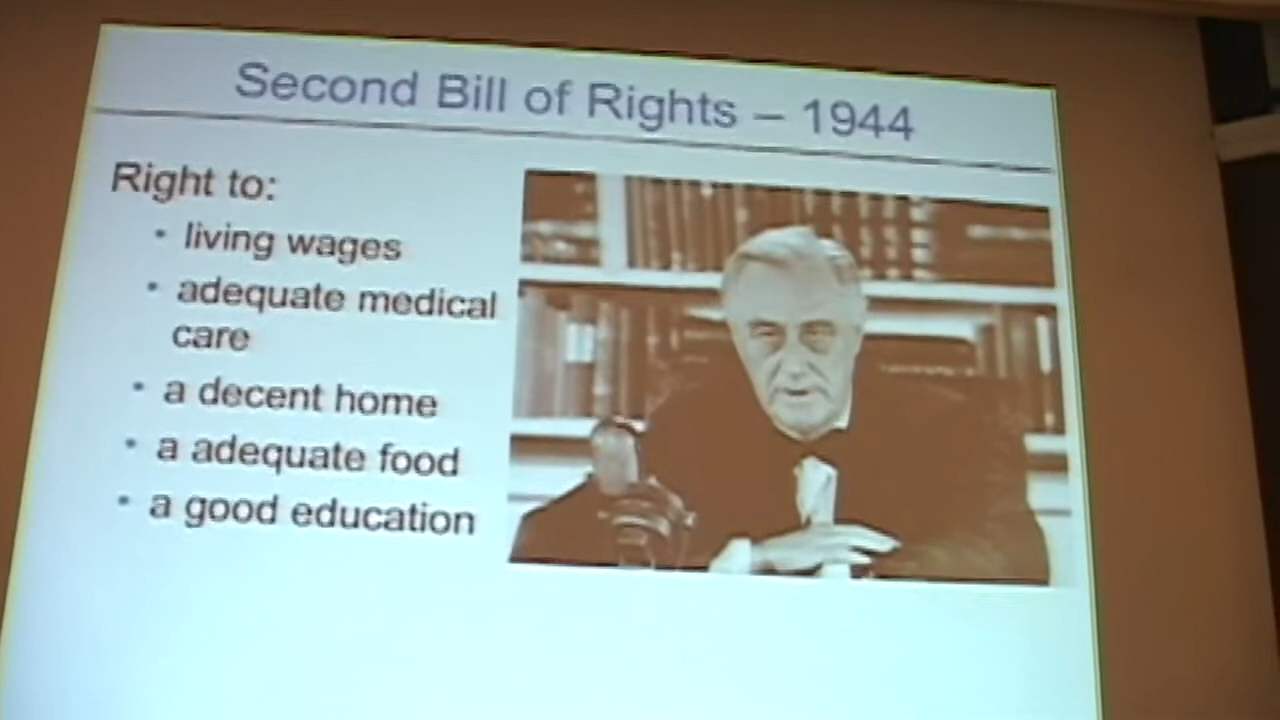 Second Bill of Rights – 1944
Right to:
• living wages
• adequate medical
care
• a decent home
• a adequate food
• a good education